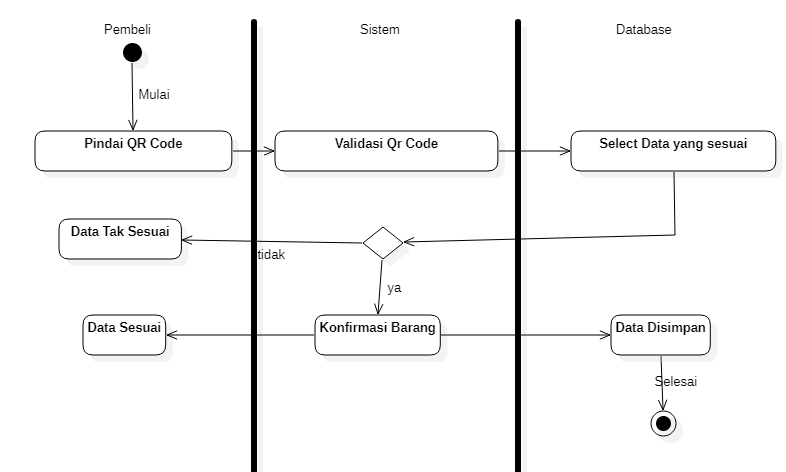 Pembeli
Sistem
Database
Mulai
Pindai QR Code
Validasi Qr Code
Select Data yang sesuai
Data Tak Sesuai
tidak
ya
Data Sesuai
Konfirmasi Barang
Data Disimpan
Selesai